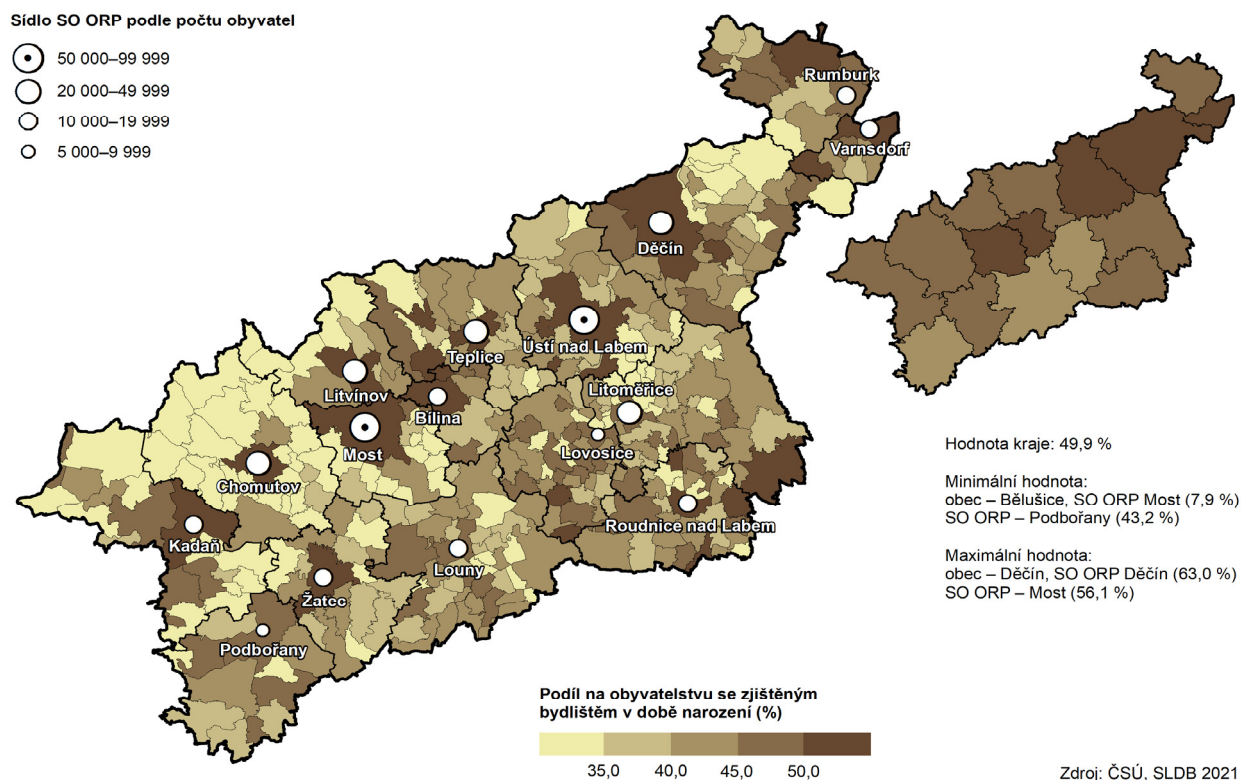 Sídlo SO ORP podle počtu obyvatel
50 000–99 999
20 000–49 999
10 000–19 999
5 000–9 999
Rumburk
Varnsdorf
Děčín
Ústí nad Labem
Teplice
Litvínov
Litoměřice
Bílina
Most
Lovosice
Chomutov
Roudnice nad Labem
Kadaň
Louny
Žatec
Podbořany
Hodnota kraje: 49,9 %
Minimální hodnota:
obec – Bělušice, SO ORP Most (7,9 %)
SO ORP – Podbořany (43,2 %)
Maximální hodnota:
obec – Děčín, SO ORP Děčín (63,0 %)
SO ORP – Most (56,1 %)
Podíl na obyvatelstvu se zjištěným
bydlištěm v době narození (%)
35,0 40,0 45,0 50,0
Zdroj: ČSÚ, SLDB 2021